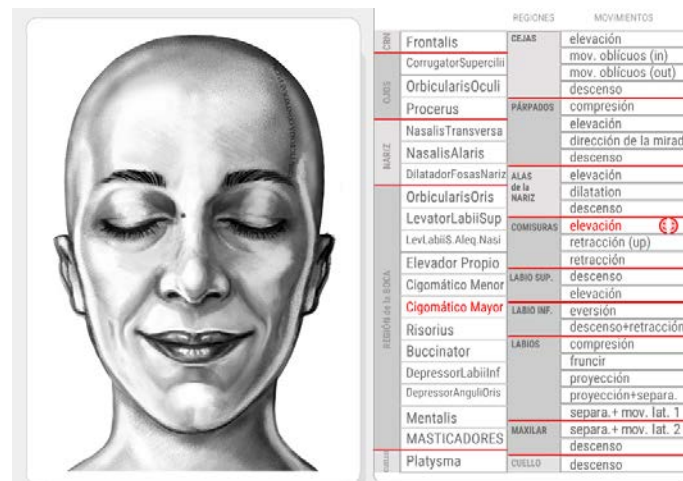 REGIONES MOVIMIENTOS
CRN
Frontalis
OJOS
CorrugatorSupercilii
OrbicularisOculi
Procerus
NARIZ
NasalisTransversa
NasalisAlaris
DilatadorFosasNariz
REGIÓN de la BOCA
OrbicularisOris
LevatorLabiiSup
LevLabiiS.Aleq.Nasi
Elevador Propio
Cigomático Menor
Cigomático Mayor
Risorius
Buccinator
DepressorLabiiInf
DepressorAnguliOris
Mentalis
MASTICADORES
Platysma
CEJAS
elevación
mov. oblícuos (in)
mov. oblícuos (out)
descenso
PÁRPADOS
compresión
elevación
dirección de la mirad
descenso
ALAS
de la
NARIZ
elevación
dilatation
descenso
COMISURAS
elevación
retracción (up)
retracción
LABIO SUP.
descenso
elevación
LABIO INF.
eversión
descenso+retracción
LABIOS
compresión
fruncir
proyección
proyección+separa.
separa.+ mov. lat. 1
MAXILAR
separa.+ mov. lat. 2
descenso
CUELLO
descenso